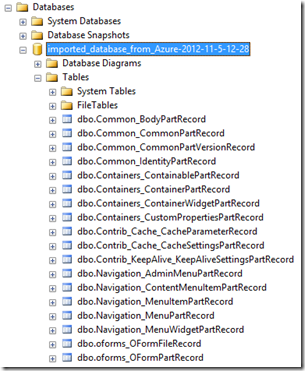 Databases
System Databases
Database Snapshots
imported_database_from_Azure-2012-11-5-12-28
Database Diagrams
Tables
System Tables
FileTables
dbo.Common_BodyPartRecord
dbo.Common_CommonPartRecord
dbo.Common_CommonPartVersionRecord
dbo.Common_IdentityPartRecord
dbo.Containers_ContainablePartRecord
dbo.Containers_ContainerPartRecord
dbo.Containers_ContainerWidgetPartRecord
dbo.Containers_CustomPropertiesPartRecord
dbo.Contrib_Cache_CacheParameterRecord
dbo.Contrib_Cache_CacheSettingsPartRecord
dbo.Contrib_KeepAlive_KeepAliveSettingsPartRecord
dbo.Navigation_AdminMenuPartRecord
dbo.Navigation_ContentMenuItemPartRecord
dbo.Navigation_MenuItemPartRecord
dbo.Navigation_MenuPartRecord
dbo.Navigation_MenuWidgetPartRecord
dbo.oforms_OFormFileRecord
dbo.oforms_OFormPartRecord